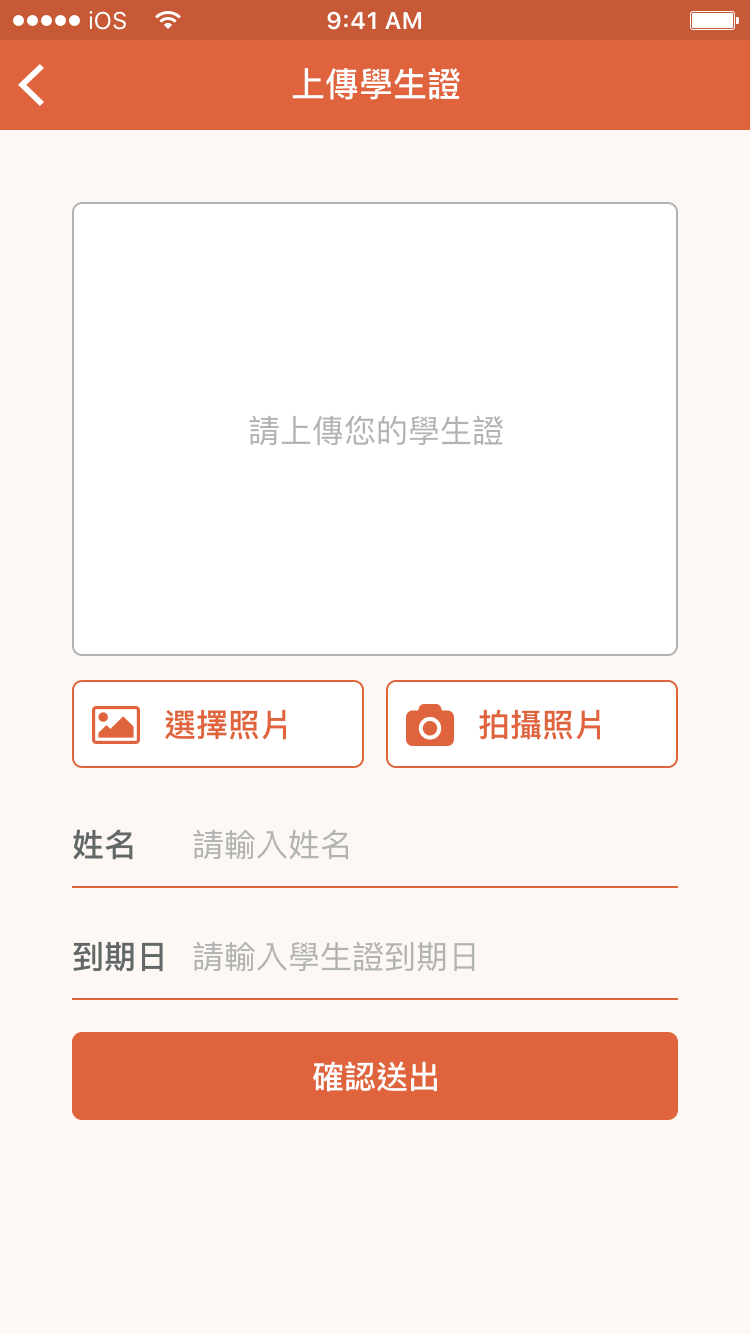 iOS 9:41 AM
上傳學生證
請上傳您的學生證
選擇照片 拍攝照片
姓名 請輸入姓名
到期日 請輸入學生證到期日
確認送出